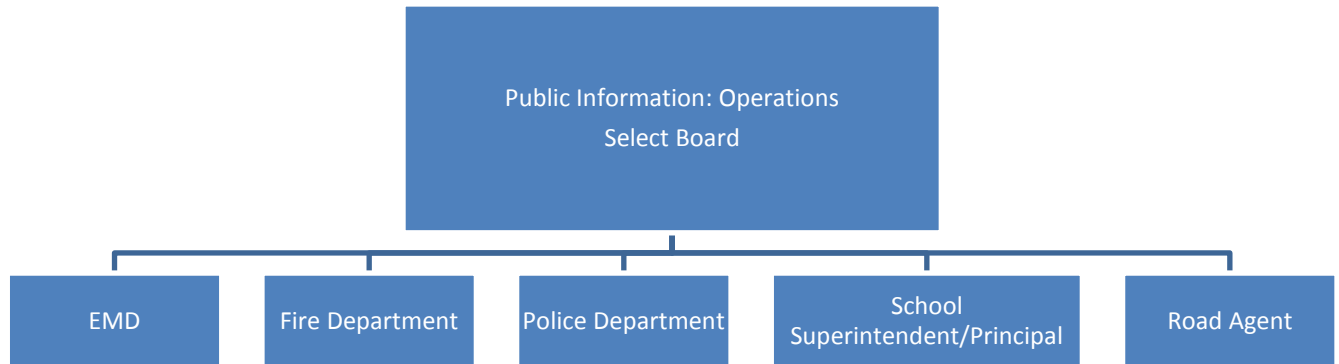 Public Information: Operations
Select Board
EMD
Fire Department
Police Department
School
Superintendent/Principal
Road Agent